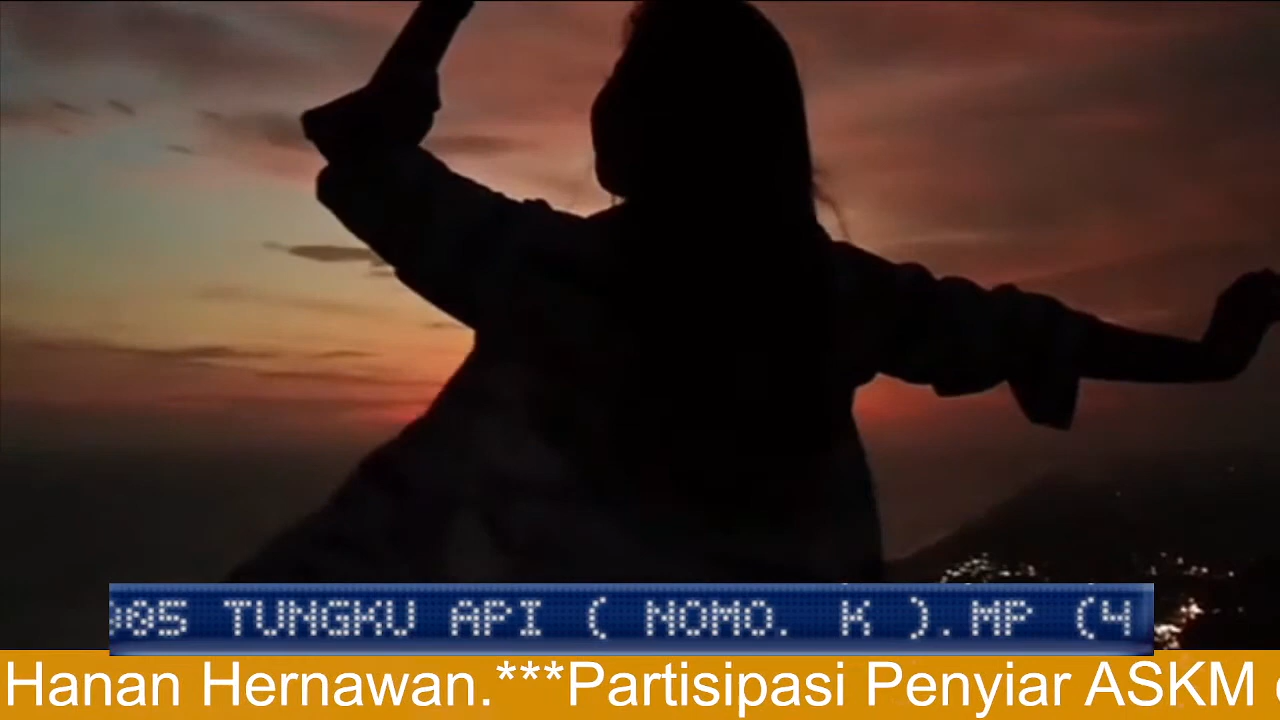 005 TUNGKU API ( NOMO. K ).MP (4
Hanan Hernawan.***Partisipasi Penyiar ASKM